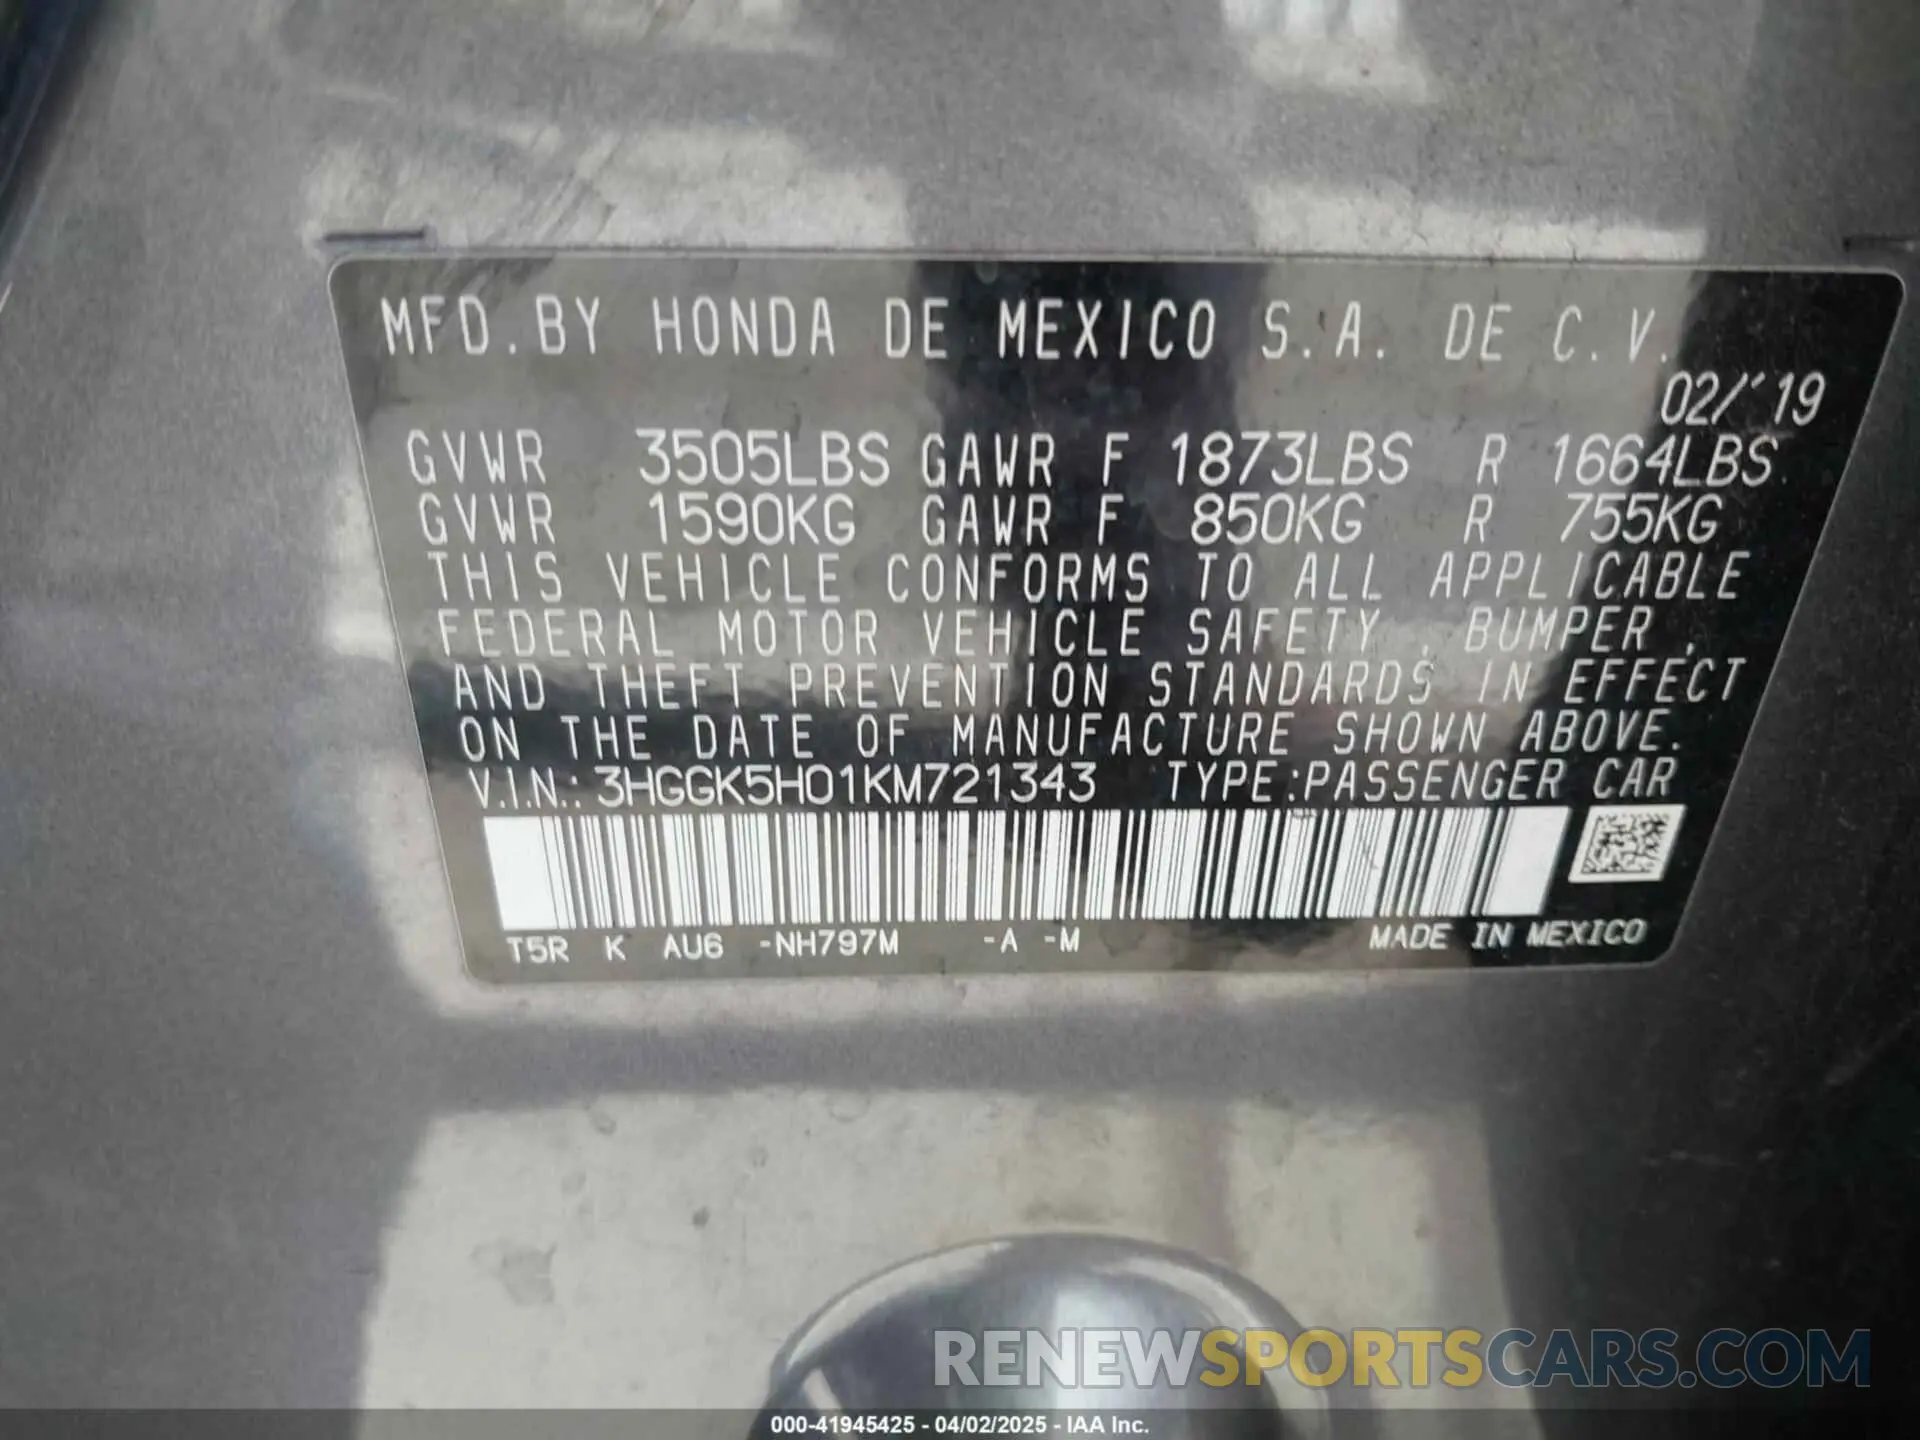 MFD.BY HONDA DE MEXICO S.A. DE C.V.
02/'19
GVWR 3505LBS GAWR F 1873LBS R 1664LBS
GVWR 1590KG GAWR F 850KG R 755KG
THIS VEHICLE CONFORMS TO ALL APPLICABLE
FEDERAL MOTOR VEHICLE SAFETY , BUMPER ,
AND THEFT PREVENTION STANDARDS IN EFFECT
ON THE DATE OF MANUFACTURE SHOWN ABOVE.
V.I.N.: 3HGGK5H01KM721343 TYPE:PASSENGER CAR
T5R K AU6 -NH797M -A -M MADE IN MEXICO
RENEWSPORTSCARS.COM
000-41945425 - 04/02/2025 - IAA Inc.